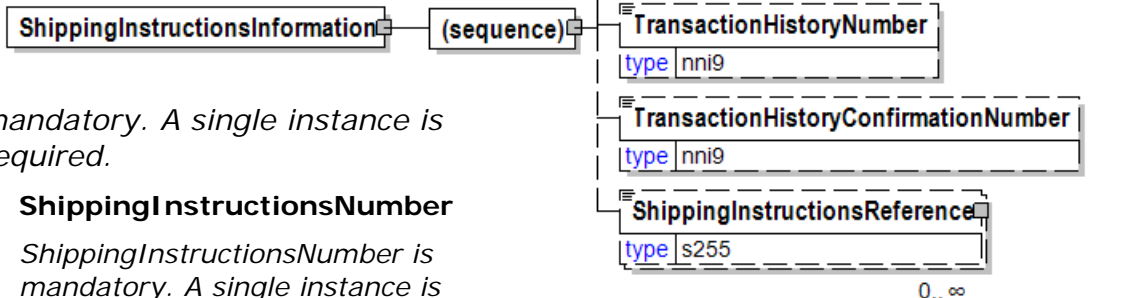 ShippingInstructionsInformation
(sequence)
TransactionHistoryNumber
type nni9
TransactionHistoryConfirmationNumber
type nni9
ShippingInstructionsReference
type s255
0..∞
mandatory. A single instance is
required.
ShippingInstructionsNumber
ShippingInstructionsNumber is
mandatory. A single instance is